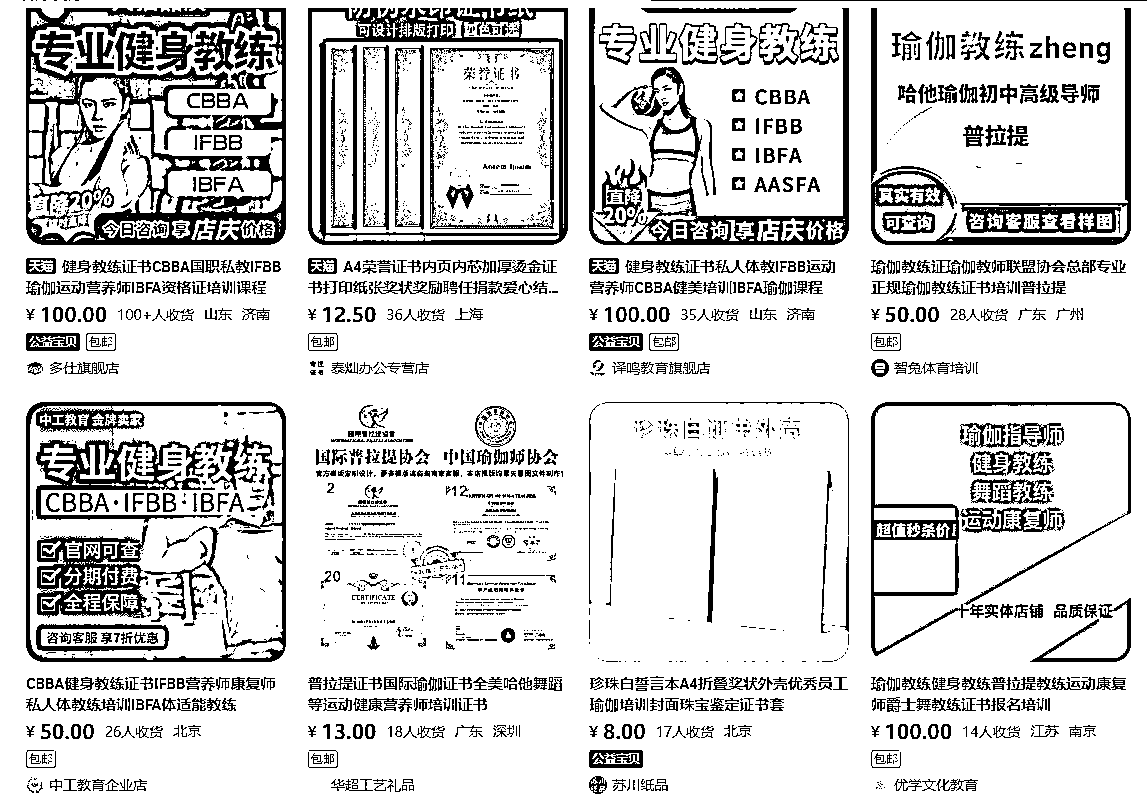 专业健身教练
CBBA
IFBB
IBFA
直降20%
今日咨询享店庆价格
天猫 健身教练证书CBBA国职私教IFBB
瑜伽运动营养师IBFA资格证培训课程
¥ 100.00 100+人收货 山东 济南
公益宝贝 包邮
多仕旗舰店
可设计排版打印 颜色可选
荣誉证书
天猫 A4荣誉证书内页内芯加厚烫金证
书打印纸张奖状奖励聘任捐款爱心结...
¥ 12.50 36人收货 上海
包邮
泰灿办公专营店
专业健身教练
CBBA
IFBB
IBFA
AASFA
直降
20%
今日咨询享店庆价格
天猫 健身教练证书私人体教IFBB运动
营养师CBBA健美培训IBFA瑜伽课程
¥ 100.00 35人收货 山东 济南
公益宝贝 包邮
译鸣教育旗舰店
瑜伽教练zheng
哈他瑜伽初中高级导师
普拉提
真实有效
可查询
咨询客服查看样图
瑜伽教练证瑜伽教师联盟协会总部专业
正规瑜伽教练证书培训普拉提
¥ 50.00 28人收货 广东 广州
包邮
智兔体育培训
中工教育 金牌卖家
专业健身教练
CBBA·IFBB·IBFA
官网可查
分期付费
全程保障
咨询客服 享7折优惠
CBBA健身教练证书IFBB营养师康复师
私人体教练培训IBFA体适能教练
¥ 50.00 26人收货 北京
包邮
中工教育企业店
国际普拉提协会 中国瑜伽师协会
2
12
20
11
CERTIFICATE
普拉提证书国际瑜伽证书全美哈他舞蹈
等运动健康营养师培训证书
¥ 13.00 18人收货 广东 深圳
包邮
华超工艺礼品
珍珠白证书外壳
珍珠白誓言本A4折叠奖状外壳优秀员工
瑜伽培训封面珠宝鉴定证书套
¥ 8.00 17人收货 北京
公益宝贝
苏川纸品
瑜伽指导师
健身教练
舞蹈教练
运动康复师
超值秒杀价！
十年实体店铺 品质保证
瑜伽教练健身教练普拉提教练运动康复
师爵士舞教练证书报名培训
¥ 100.00 14人收货 江苏 南京
包邮
优学文化教育